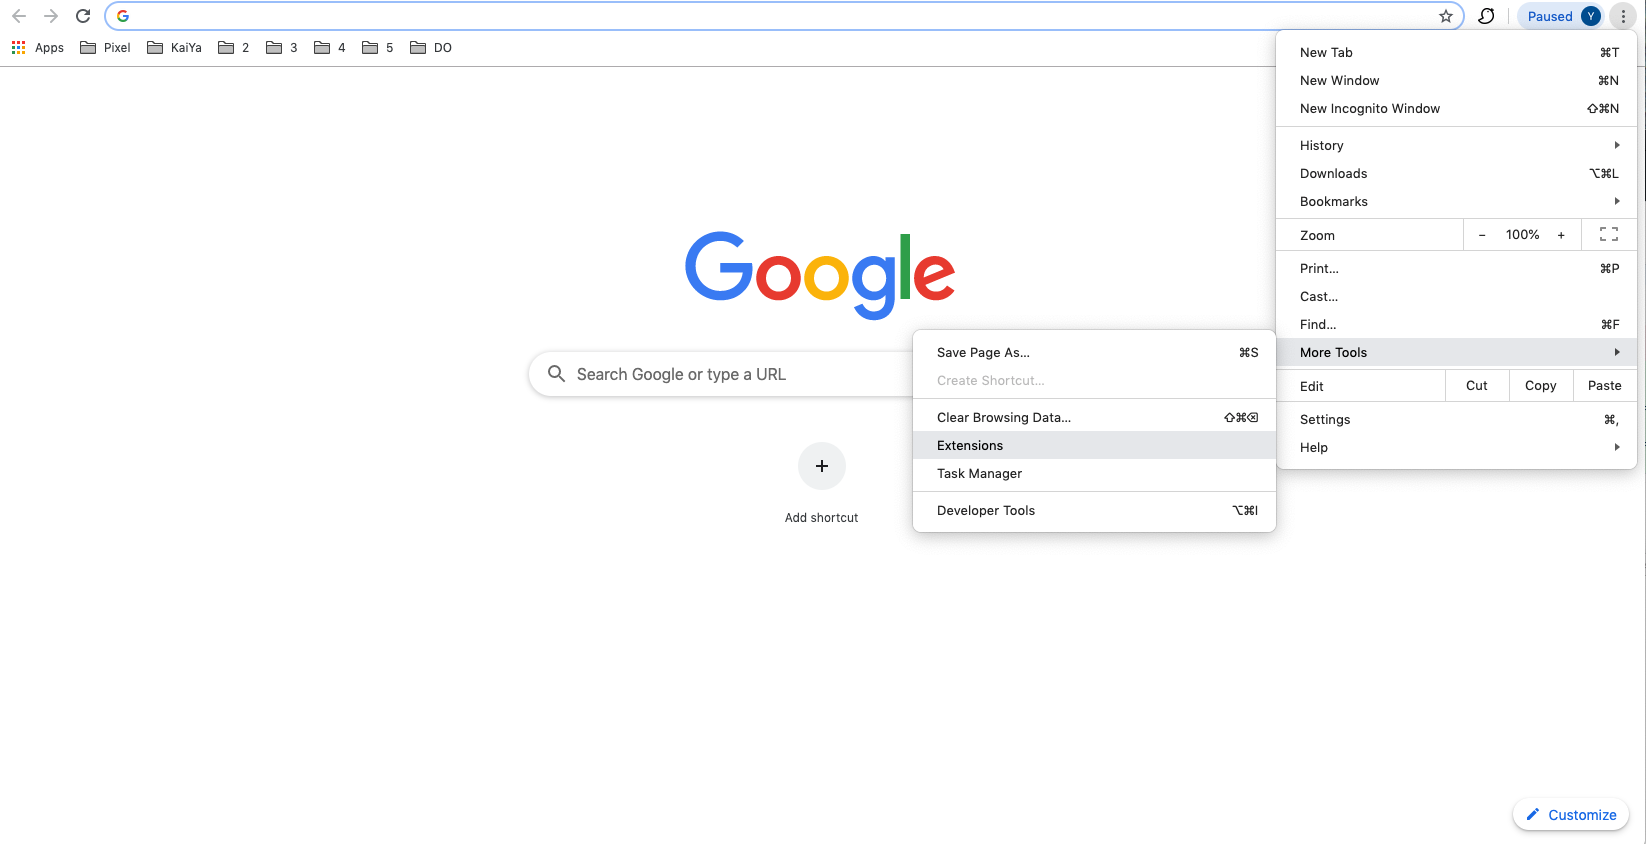 Paused Y
Apps Pixel KaiYa 2 3 4 5 DO
New Tab ⌘T
New Window ⌘N
New Incognito Window ⇧⌘N
History
Downloads ⌥⌘L
Bookmarks
Zoom − 100% +
Print... ⌘P
Cast...
Find... ⌘F
More Tools
Edit Cut Copy Paste
Settings ⌘,
Help
Google
Search Google or type a URL
Add shortcut
Save Page As... ⌘S
Create Shortcut...
Clear Browsing Data... ⇧⌘⌫
Extensions
Task Manager
Developer Tools ⌥⌘I
Customize